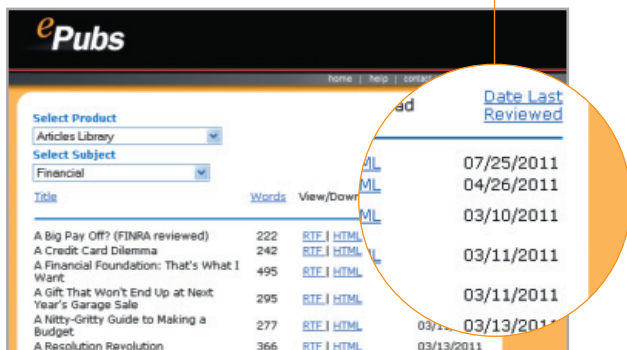 ePubs
home | help | contact
Select Product
Articles Library
Select Subject
Financial
Title Words View/Down
ad Date Last
Reviewed
A Big Pay Off? (FINRA reviewed) 222 RTF | HTML 07/25/2011
A Credit Card Dilemma 242 RTF | HTML 04/26/2011
A Financial Foundation: That's What I
Want 495 RTF | HTML 03/10/2011
A Gift That Won't End Up at Next
Year's Garage Sale 295 RTF | HTML 03/11/2011
A Nitty-Gritty Guide to Making a
Budget 277 RTF | HTML 03/11/2011
A Resolution Revolution 366 RTF | HTML 03/13/2011
03/13/2011